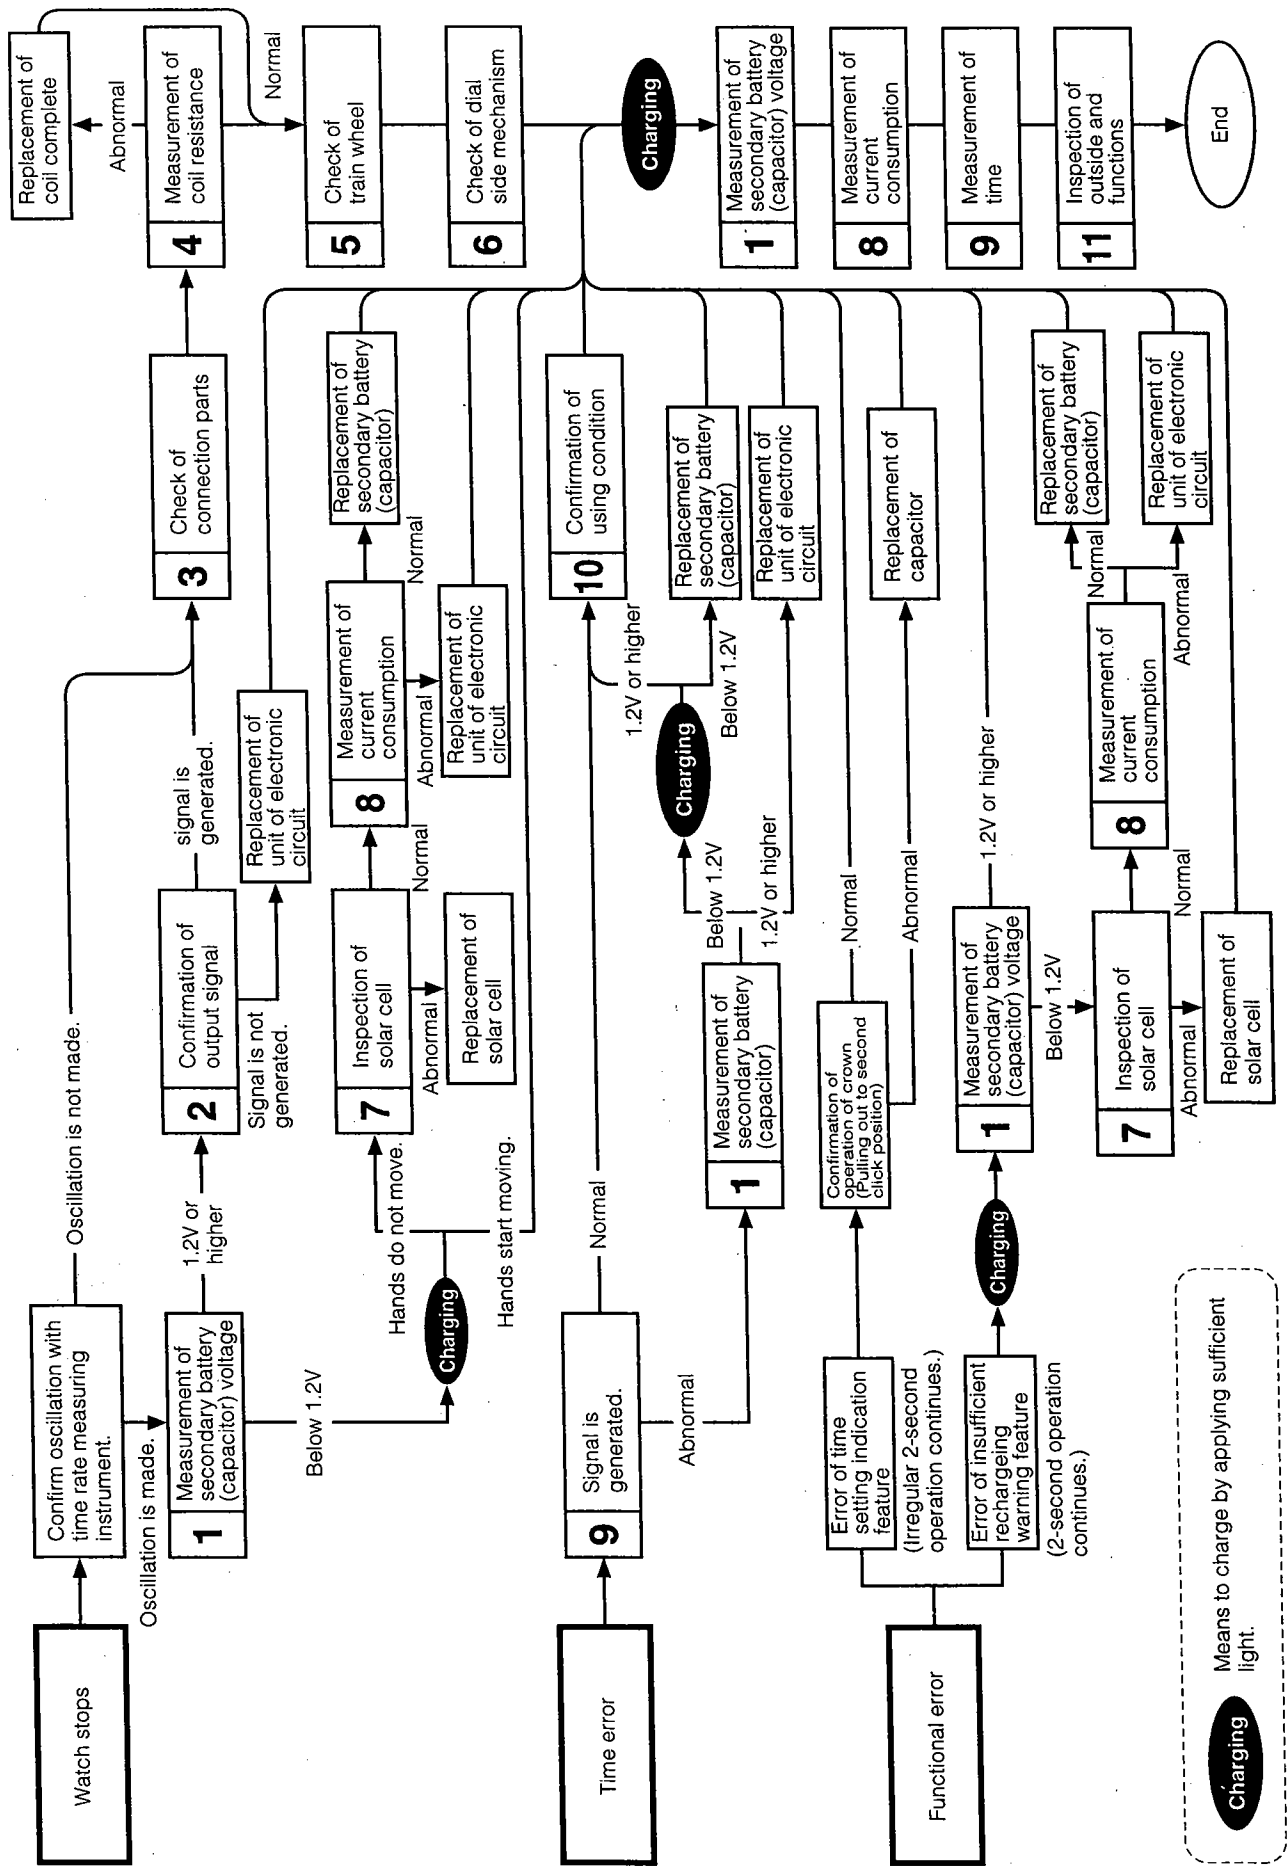 Watch stops
Confirm oscillation with
time rate measuring
instrument.
Oscillation is not made.
Oscillation is made.
1
Measurement of
secondary battery
(capacitor) voltage
1.2V or
higher
Below 1.2V
2
Confirmation of
output signal
signal is
generated.
Signal is not
generated.
Replacement of
unit of electronic
circuit
3
Check of
connection parts
4
Measurement of
coil resistance
Abnormal
Replacement of
coil complete
Normal
5
Check of
train wheel
6
Check of dial
side mechanism
Charging
Hands do not move.
Hands start moving.
7
Inspection of
solar cell
Abnormal
Replacement of
solar cell
Normal
8
Measurement of
current
consumption
Abnormal
Replacement of
unit of electronic
circuit
Normal
Replacement of
secondary battery
(capacitor)
Time error
9
Signal is
generated.
Normal
Abnormal
1
Measurement of
secondary battery
(capacitor)
Below 1.2V
1.2V or higher
Charging
1.2V or higher
Below 1.2V
10
Confirmation of
using condition
Replacement of
secondary battery
(capacitor)
Replacement of
unit of electronic
circuit
Charging
1
Measurement of
secondary battery
(capacitor) voltage
8
Measurement of
current
consumption
9
Measurement of
time
11
Inspection of
outside and
functions
End
Functional error
Error of time
setting indication
feature
(Irregular 2-second
operation continues.)
Confirmation of
operation of crown
(Pulling out to second
click position)
Normal
Abnormal
Replacement of
capacitor
Error of insufficient
rechargeing
warning feature
(2-second operation
continues.)
Charging
1
Measurement of
secondary battery
(capacitor) voltage
1.2V or higher
Below 1.2V
7
Inspection of
solar cell
Abnormal
Replacement of
solar cell
Normal
8
Measurement of
current
consumption
Normal
Abnormal
Replacement of
secondary battery
(capacitor)
Replacement of
unit of electronic
circuit
Charging
Means to charge by applying sufficient
light.